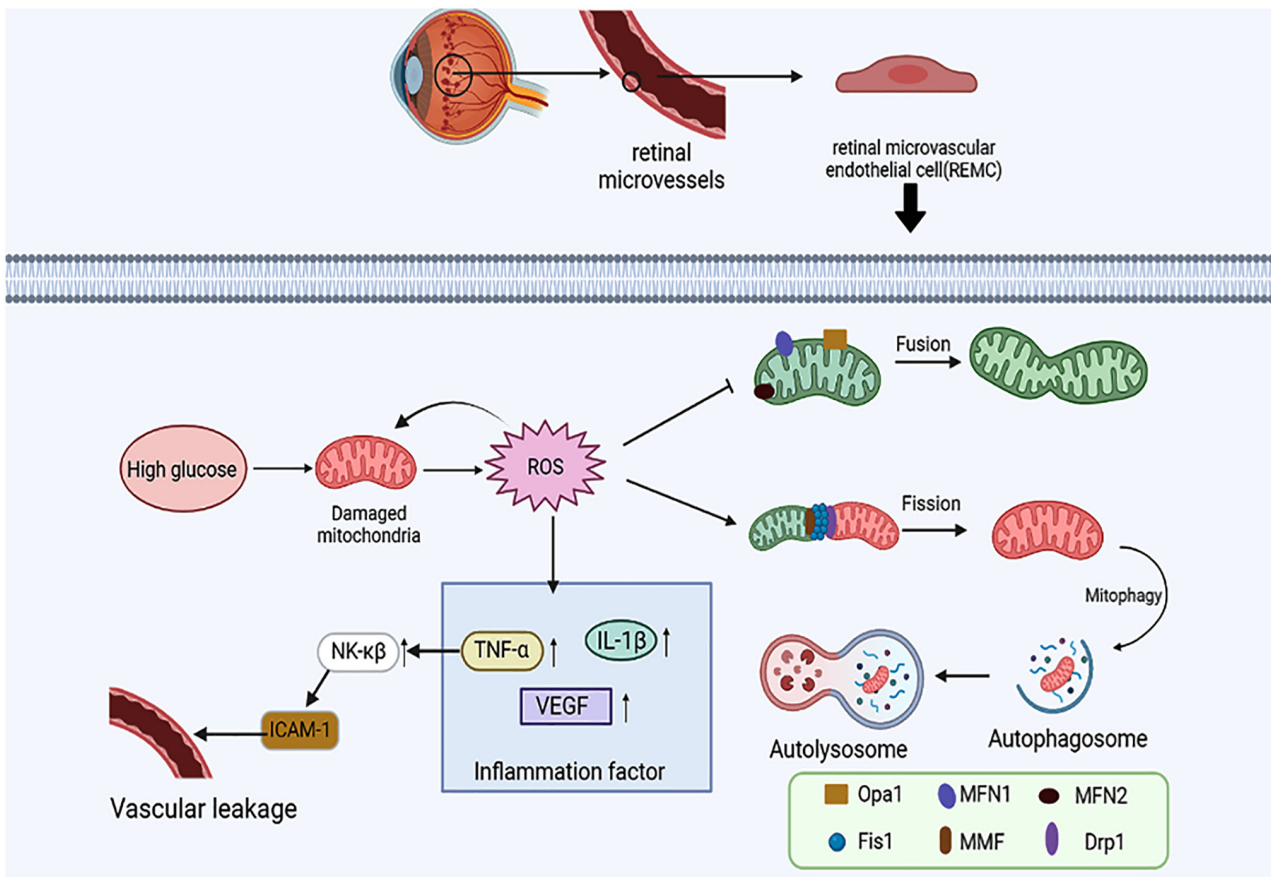 retinal
microvessels
retinal microvascular
endothelial cell(REMC)
Fusion
High glucose
ROS
Damaged
mitochondria
Fission
Mitophagy
NK-κβ
TNF-α
IL-1β
VEGF
ICAM-1
Inflammation factor
Vascular leakage
Autolysosome
Autophagosome
Opa1
MFN1
MFN2
Fis1
MMF
Drp1